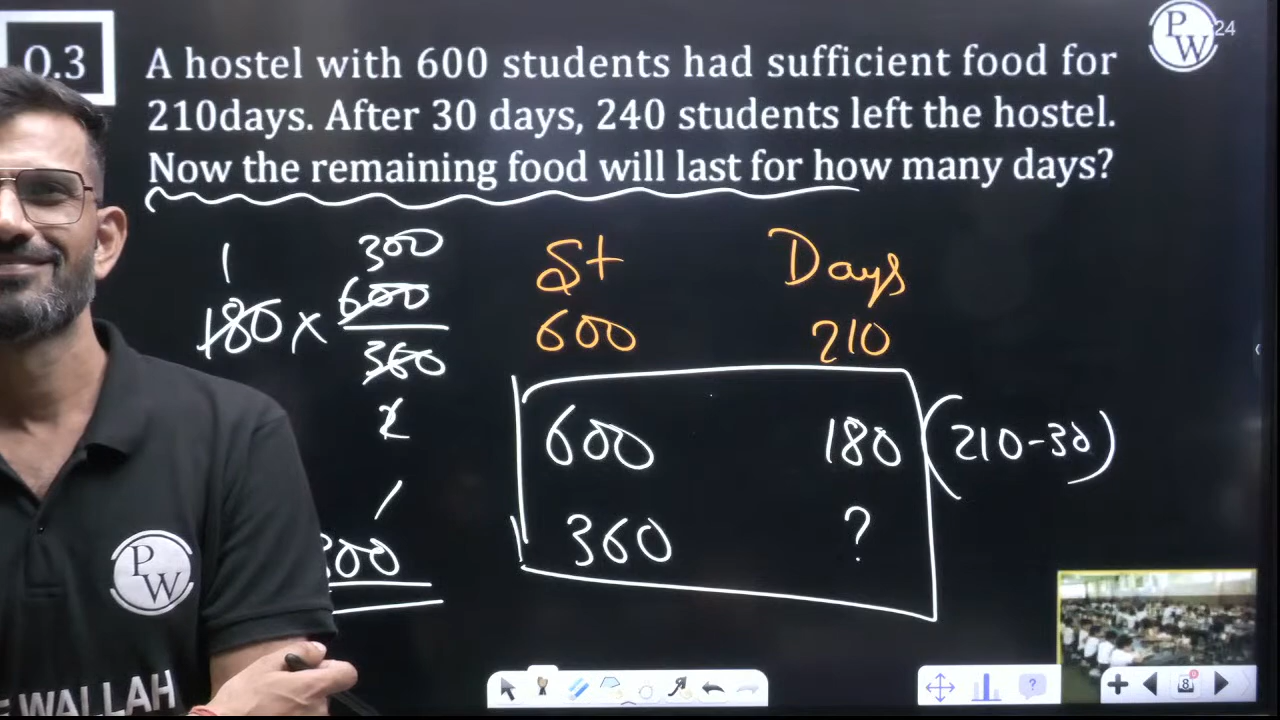 Q.3
A hostel with 600 students had sufficient food for
210days. After 30 days, 240 students left the hostel.
Now the remaining food will last for how many days?
PW
24
St Days
600 210
600 180 (210-30)
360 ?
1 300
180 x 600
360
2
300
PW
WALLAH
8